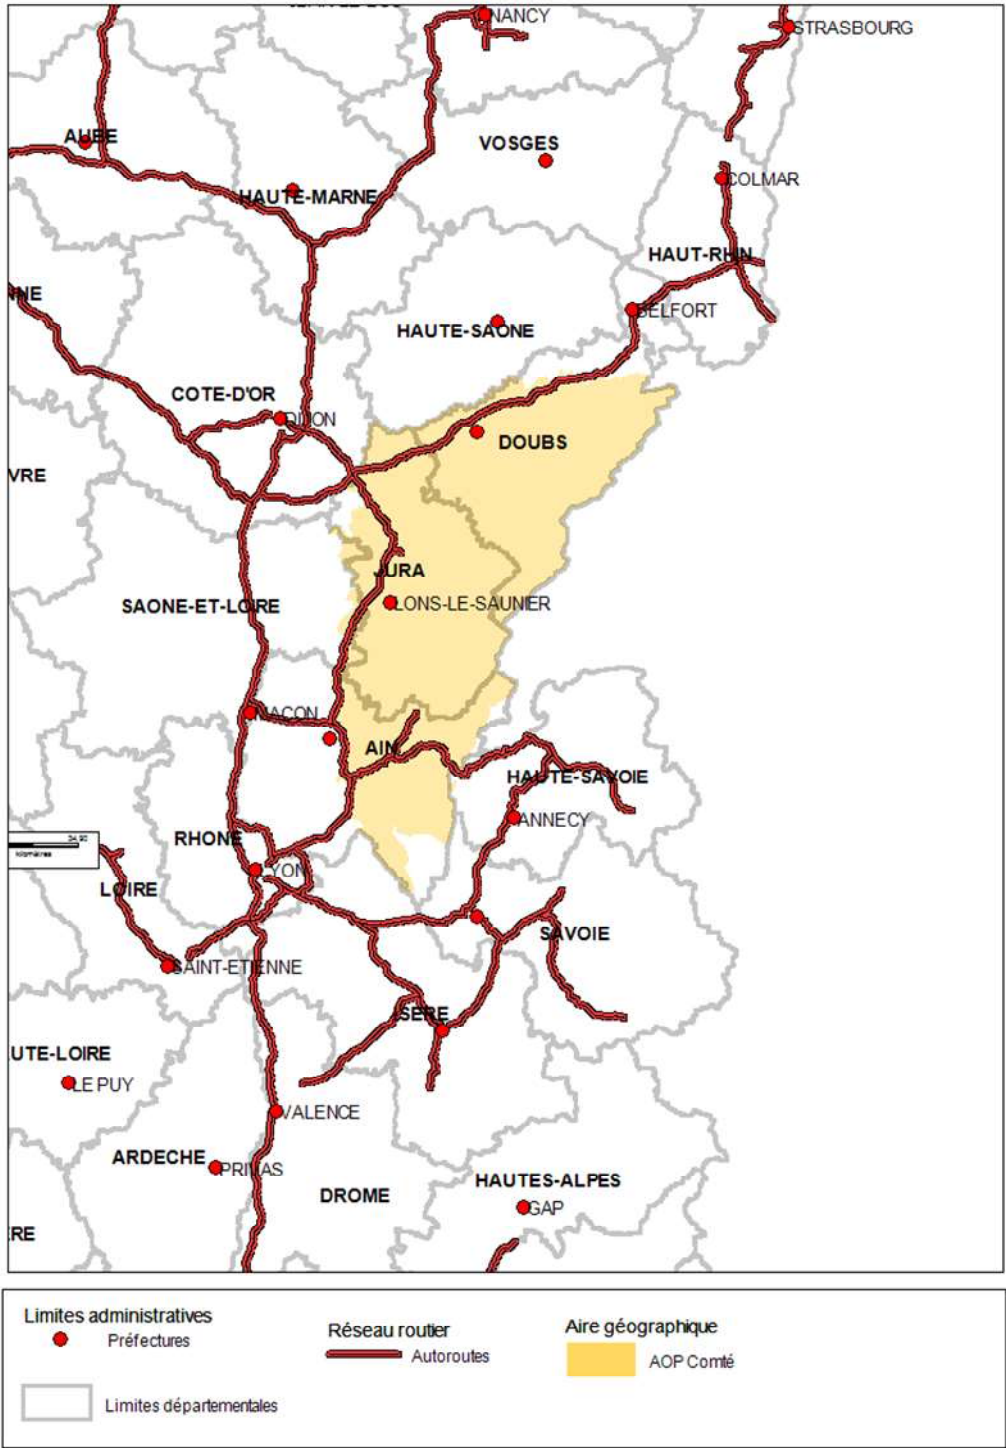 NANCY
STRASBOURG
AUBE
VOSGES
COLMAR
HAUTE-MARNE
HAUT-RHIN
NNE
BELFORT
HAUTE-SAONE
COTE-D'OR
DIJON
DOUBS
VRE
JURA
SAONE-ET-LOIRE
LONS-LE-SAUNIER
MACON
AIN
HAUTE-SAVOIE
ANNECY
RHONE
kilomètres
LYON
LOIRE
SAVOIE
SAINT-ETIENNE
ISERE
UTE-LOIRE
LE PUY
VALENCE
ARDECHE
PRIVAS
HAUTES-ALPES
DROME
GAP
RE
Limites administratives
Préfectures
Réseau routier
Autoroutes
Aire géographique
AOP Comté
Limites départementales